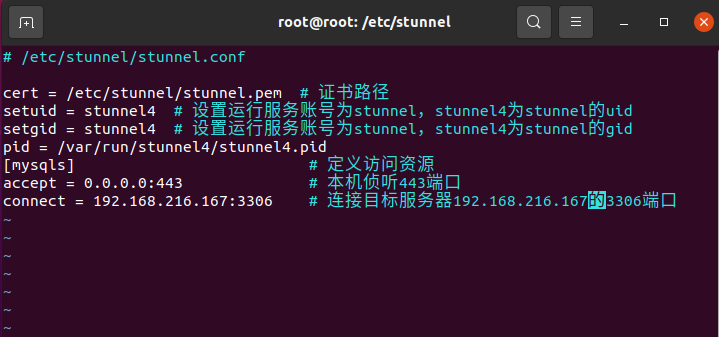 root@root: /etc/stunnel
# /etc/stunnel/stunnel.conf
cert = /etc/stunnel/stunnel.pem  # 证书路径
setuid = stunnel4  # 设置运行服务账号为stunnel，stunnel4为stunnel的uid
setgid = stunnel4  # 设置运行服务账号为stunnel，stunnel4为stunnel的gid
pid = /var/run/stunnel4/stunnel4.pid
[mysqls]                          # 定义访问资源
accept = 0.0.0.0:443              # 本机侦听443端口
connect = 192.168.216.167:3306    # 连接目标服务器192.168.216.167的3306端口
~
~
~
~
~
~
~